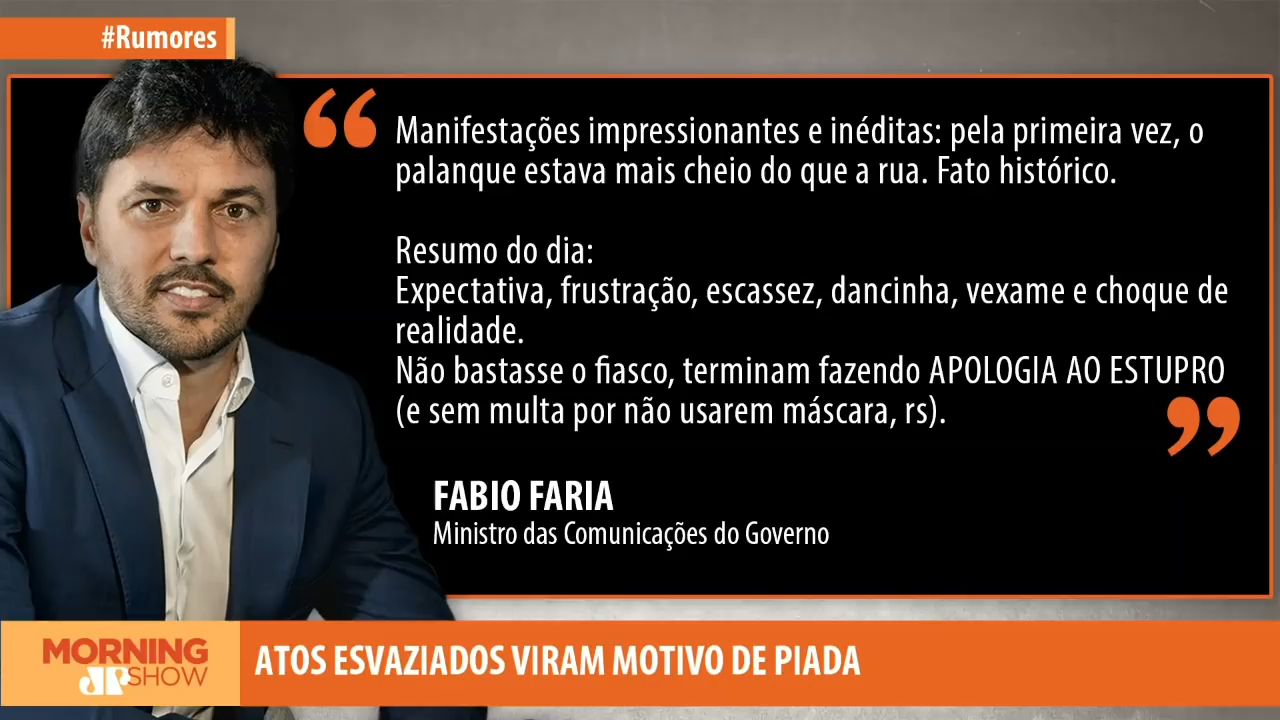 #Rumores
“
Manifestações impressionantes e inéditas: pela primeira vez, o
palanque estava mais cheio do que a rua. Fato histórico.
Resumo do dia:
Expectativa, frustração, escassez, dancinha, vexame e choque de
realidade.
Não bastasse o fiasco, terminam fazendo APOLOGIA AO ESTUPRO
(e sem multa por não usarem máscara, rs).
”
FABIO FARIA
Ministro das Comunicações do Governo
MORNING
JP SHOW
ATOS ESVAZIADOS VIRAM MOTIVO DE PIADA